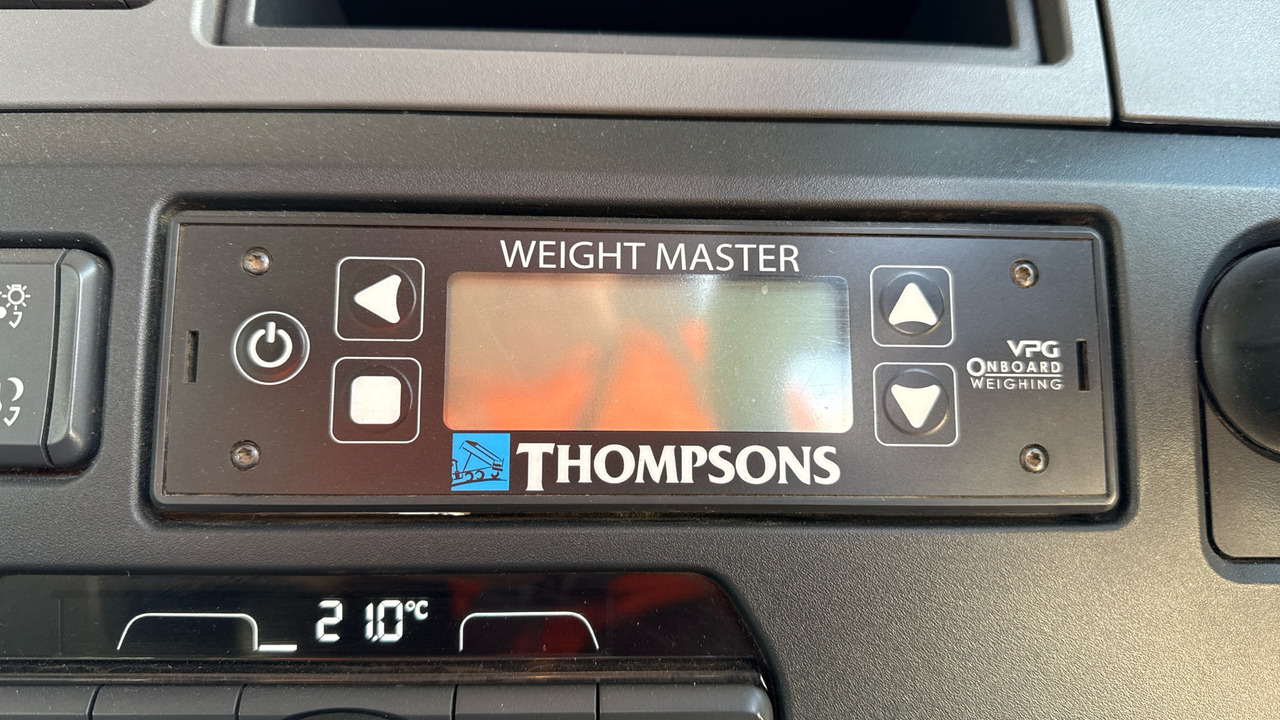 WEIGHT MASTER
VPG
ONBOARD
WEIGHING
THOMPSONS
21.0°C